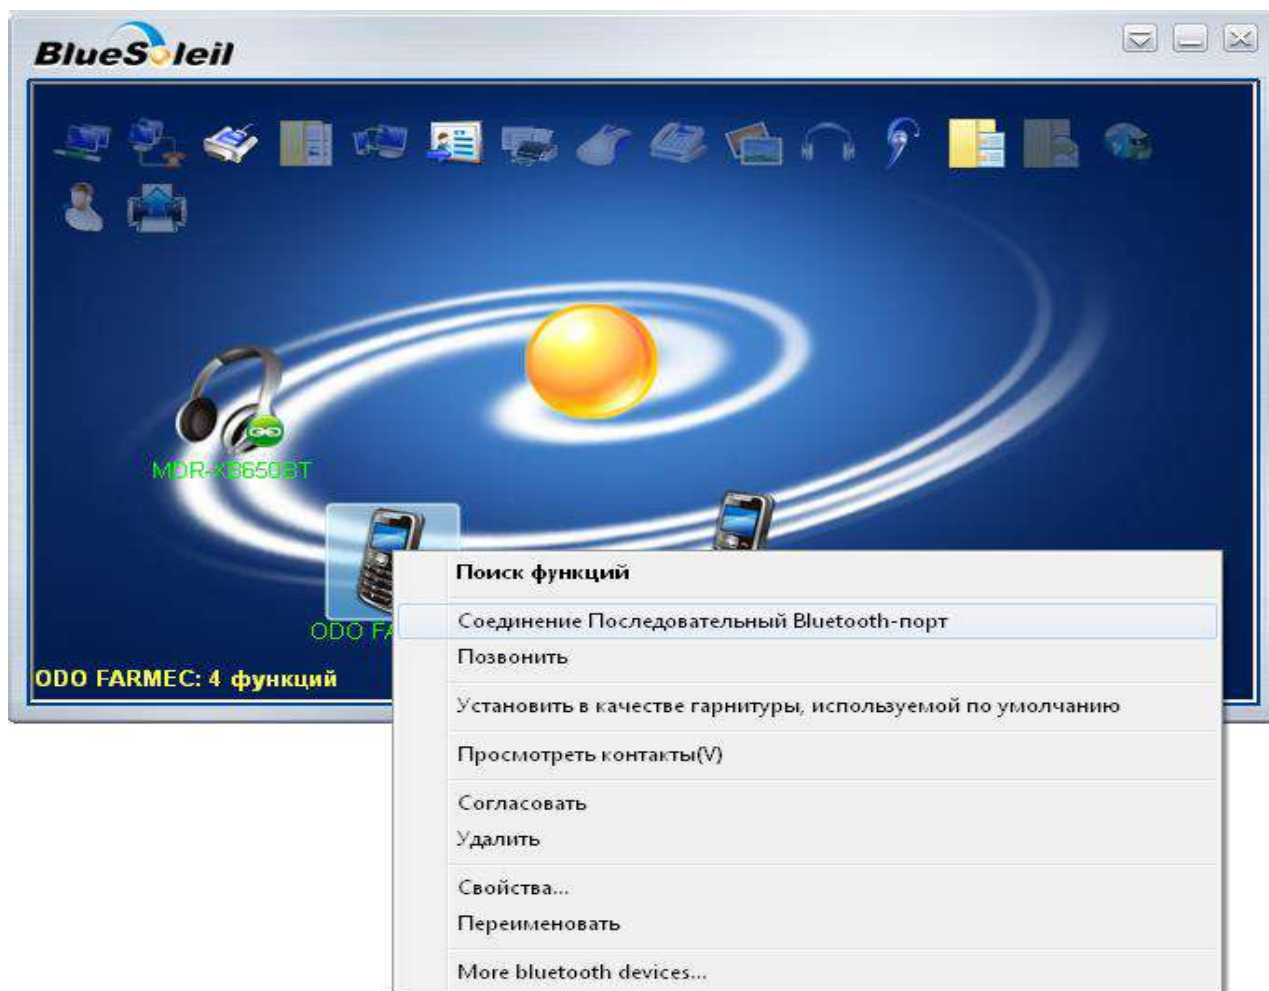 BlueSoleil
MDR-XB650BT
ODO FA
ODO FARMEC: 4 функций
Поиск функций
Соединение Последовательный Bluetooth-порт
Позвонить
Установить в качестве гарнитуры, используемой по умолчанию
Просмотреть контакты(V)
Согласовать
Удалить
Свойства...
Переименовать
More bluetooth devices...